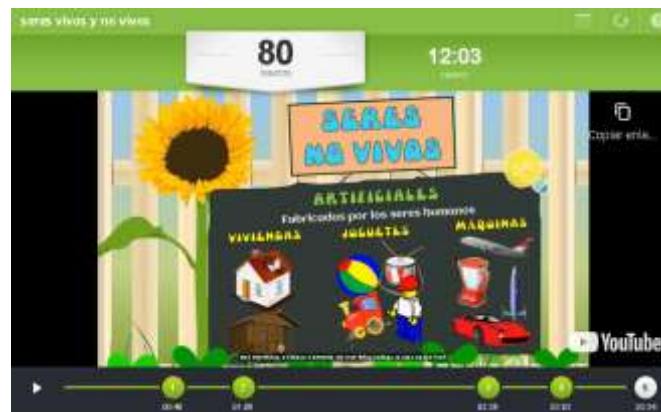 seres vivos y no vivos
80
12:03
Copiar enla...
SERES
NO VIVOS
ARTIFICIALES
Fabricados por los seres humanos
VIVIENDAS JUGUETES MAQUINAS
YouTube